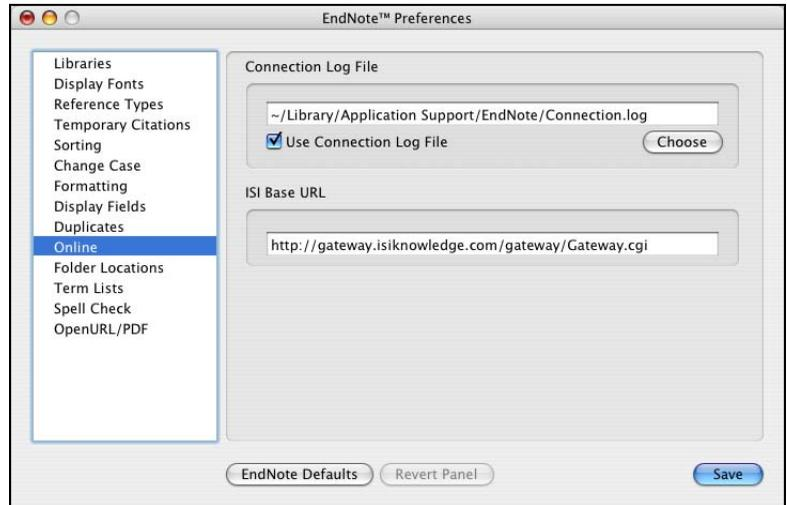 EndNote™ Preferences
Libraries
Display Fonts
Reference Types
Temporary Citations
Sorting
Change Case
Formatting
Display Fields
Duplicates
Online
Folder Locations
Term Lists
Spell Check
OpenURL/PDF
Connection Log File
~/Library/Application Support/EndNote/Connection.log
Use Connection Log File
Choose
ISI Base URL
http://gateway.isiknowledge.com/gateway/Gateway.cgi
EndNote Defaults
Revert Panel
Save